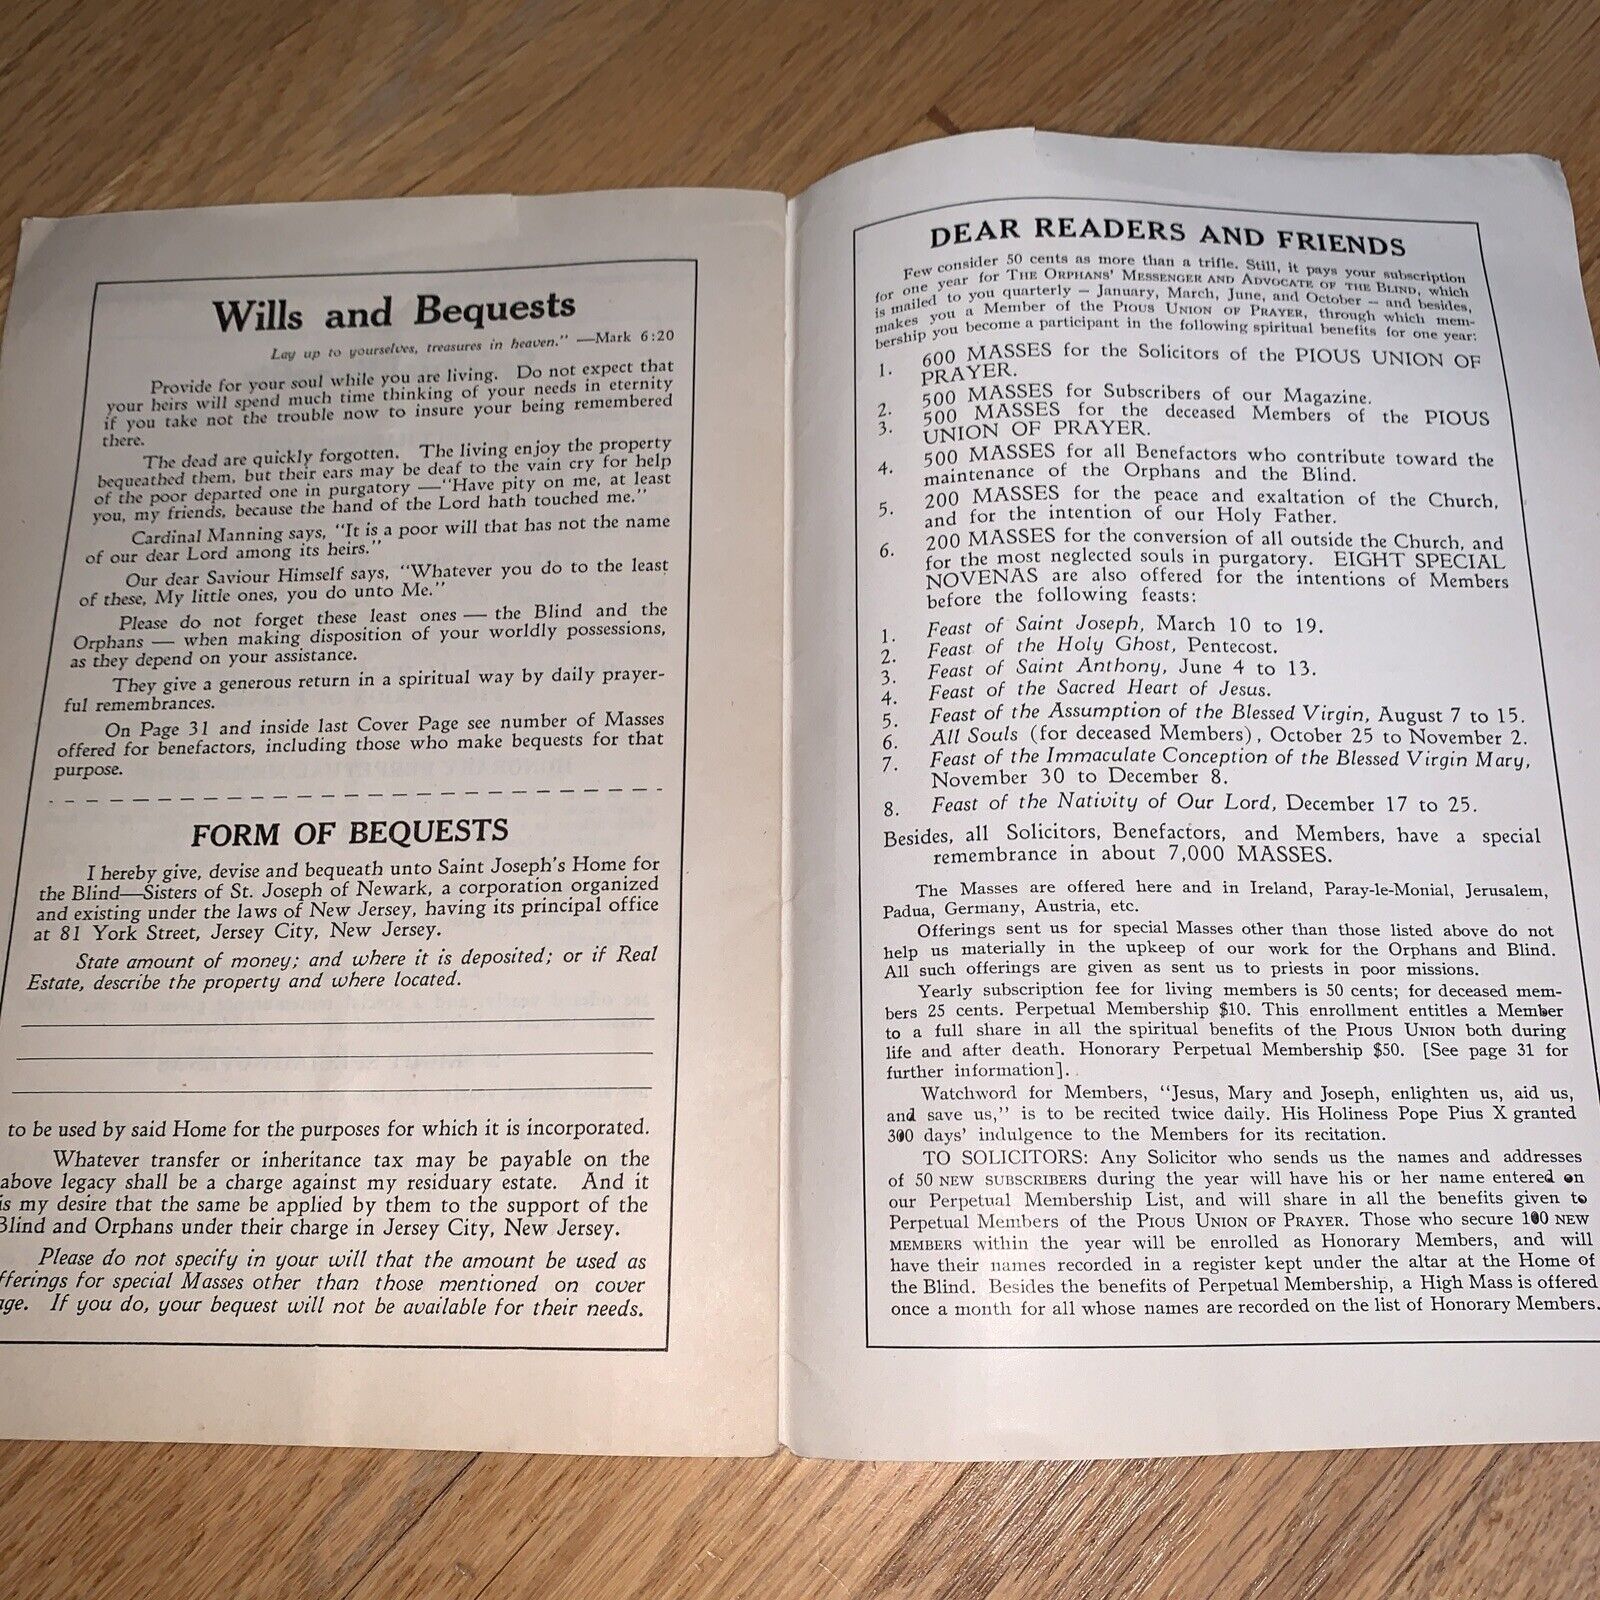 Wills and Bequests
Lay up to yourselves, treasures in heaven." —Mark 6:20
Provide for your soul while you are living. Do not expect that
your heirs will spend much time thinking of your needs in eternity
if you take not the trouble now to insure your being remembered
there.
The dead are quickly forgotten. The living enjoy the property
bequeathed them, but their ears may be deaf to the vain cry for help
of the poor departed one in purgatory —"Have pity on me, at least
you, my friends, because the hand of the Lord hath touched me."
Cardinal Manning says, "It is a poor will that has not the name
of our dear Lord among its heirs."
Our dear Saviour Himself says, "Whatever you do to the least
of these, My little ones, you do unto Me."
Please do not forget these least ones — the Blind and the
Orphans — when making disposition of your worldly possessions,
as they depend on your assistance.
They give a generous return in a spiritual way by daily prayer-
ful remembrances.
On Page 31 and inside last Cover Page see number of Masses
offered for benefactors, including those who make bequests for that
purpose.
FORM OF BEQUESTS
I hereby give, devise and bequeath unto Saint Joseph's Home for
the Blind—Sisters of St. Joseph of Newark, a corporation organized
and existing under the laws of New Jersey, having its principal office
at 81 York Street, Jersey City, New Jersey.
State amount of money; and where it is deposited; or if Real
Estate, describe the property and where located.
to be used by said Home for the purposes for which it is incorporated.
Whatever transfer or inheritance tax may be payable on the
above legacy shall be a charge against my residuary estate. And it
is my desire that the same be applied by them to the support of the
Blind and Orphans under their charge in Jersey City, New Jersey.
Please do not specify in your will that the amount be used as
fferings for special Masses other than those mentioned on cover
age. If you do, your bequest will not be available for their needs.
DEAR READERS AND FRIENDS
Few consider 50 cents as more than a trifle. Still, it pays your subscription
for one year for THE ORPHANS' MESSENGER AND ADVOCATE OF THE BLIND, which
is mailed to you quarterly — January, March, June, and October — and besides,
makes you a Member of the PIOUS UNION OF PRAYER, through which mem-
bership you become a participant in the following spiritual benefits for one year:
1. 600 MASSES for the Solicitors of the PIOUS UNION OF
PRAYER.
2. 500 MASSES for Subscribers of our Magazine.
3. 500 MASSES for the deceased Members of the PIOUS
UNION OF PRAYER.
4. 500 MASSES for all Benefactors who contribute toward the
maintenance of the Orphans and the Blind.
5. 200 MASSES for the peace and exaltation of the Church,
and for the intention of our Holy Father.
6. 200 MASSES for the conversion of all outside the Church, and
for the most neglected souls in purgatory. EIGHT SPECIAL
NOVENAS are also offered for the intentions of Members
before the following feasts:
1. Feast of Saint Joseph, March 10 to 19.
2. Feast of the Holy Ghost, Pentecost.
3. Feast of Saint Anthony, June 4 to 13.
4. Feast of the Sacred Heart of Jesus.
5. Feast of the Assumption of the Blessed Virgin, August 7 to 15.
6. All Souls (for deceased Members), October 25 to November 2.
7. Feast of the Immaculate Conception of the Blessed Virgin Mary,
November 30 to December 8.
8. Feast of the Nativity of Our Lord, December 17 to 25.
Besides, all Solicitors, Benefactors, and Members, have a special
remembrance in about 7,000 MASSES.
The Masses are offered here and in Ireland, Paray-le-Monial, Jerusalem,
Padua, Germany, Austria, etc.
Offerings sent us for special Masses other than those listed above do not
help us materially in the upkeep of our work for the Orphans and Blind.
All such offerings are given as sent us to priests in poor missions.
Yearly subscription fee for living members is 50 cents; for deceased mem-
bers 25 cents. Perpetual Membership $10. This enrollment entitles a Member
to a full share in all the spiritual benefits of the PIOUS UNION both during
life and after death. Honorary Perpetual Membership $50. [See page 31 for
further information].
Watchword for Members, "Jesus, Mary and Joseph, enlighten us, aid us,
and save us," is to be recited twice daily. His Holiness Pope Pius X granted
300 days' indulgence to the Members for its recitation.
TO SOLICITORS: Any Solicitor who sends us the names and addresses
of 50 NEW SUBSCRIBERS during the year will have his or her name entered on
our Perpetual Membership List, and will share in all the benefits given to
Perpetual Members of the PIOUS UNION OF PRAYER. Those who secure 100 NEW
MEMBERS within the year will be enrolled as Honorary Members, and will
have their names recorded in a register kept under the altar at the Home of
the Blind. Besides the benefits of Perpetual Membership, a High Mass is offered
once a month for all whose names are recorded on the list of Honorary Members.